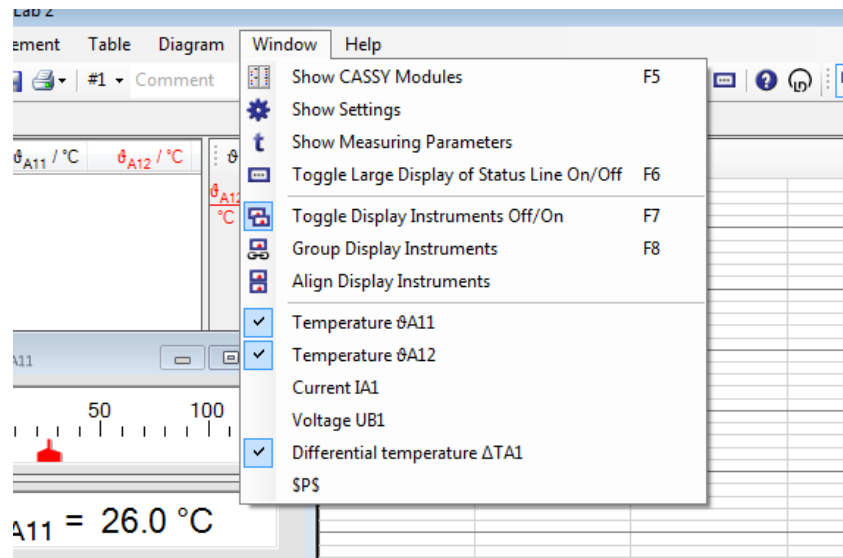 Lab 2
ement Table Diagram Window Help
#1 Comment
Show CASSY Modules F5
Show Settings
Show Measuring Parameters
Toggle Large Display of Status Line On/Off F6
Toggle Display Instruments Off/On F7
Group Display Instruments F8
Align Display Instruments
Temperature ϑA11
Temperature ϑA12
Current IA1
Voltage UB1
Differential temperature ΔTA1
$P$
ϑA11 / °C ϑA12 / °C ϑ
ϑA12
°C
A11
50 100
A11 = 26.0 °C